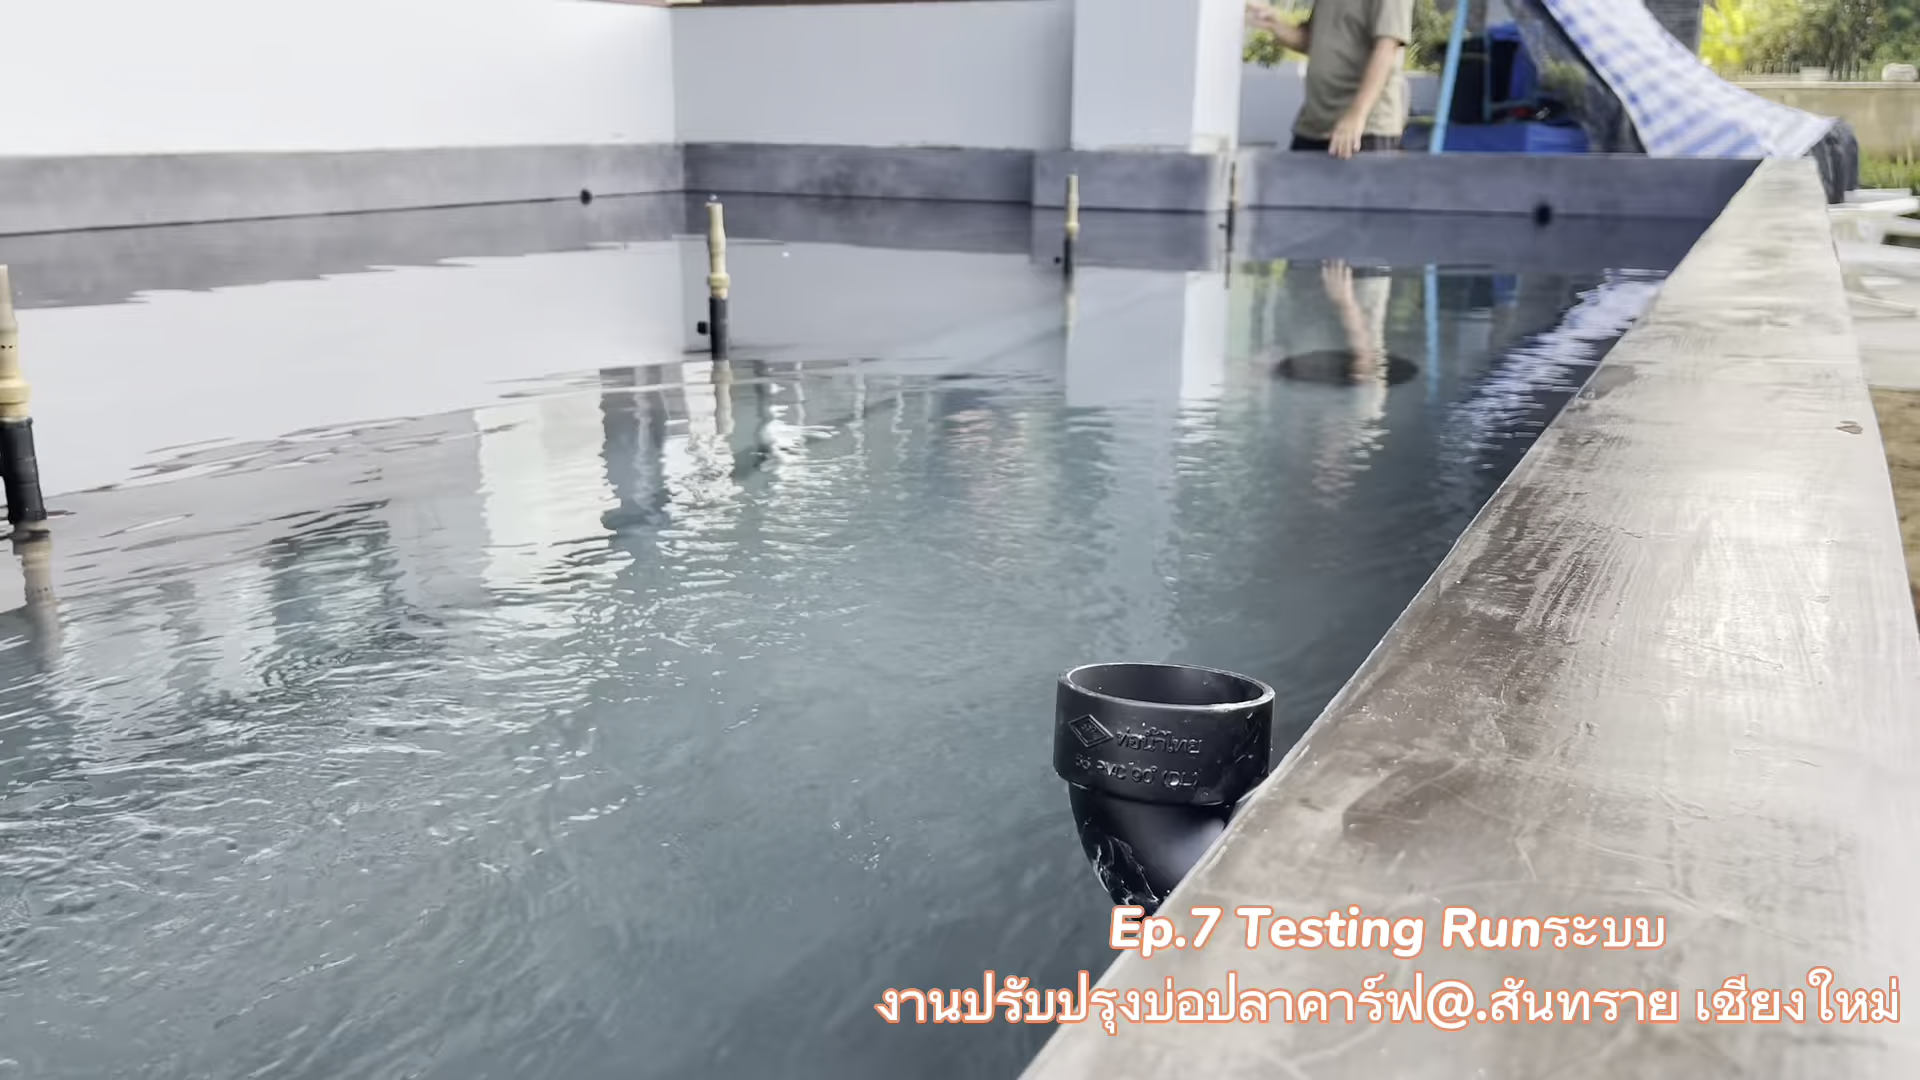 ท่อน้ำไทย
PVC 90°
Ep.7 Testing Runระบบ
งานปรับปรุงบ่อปลาคาร์ฟ@.สันทราย เชียงใหม่